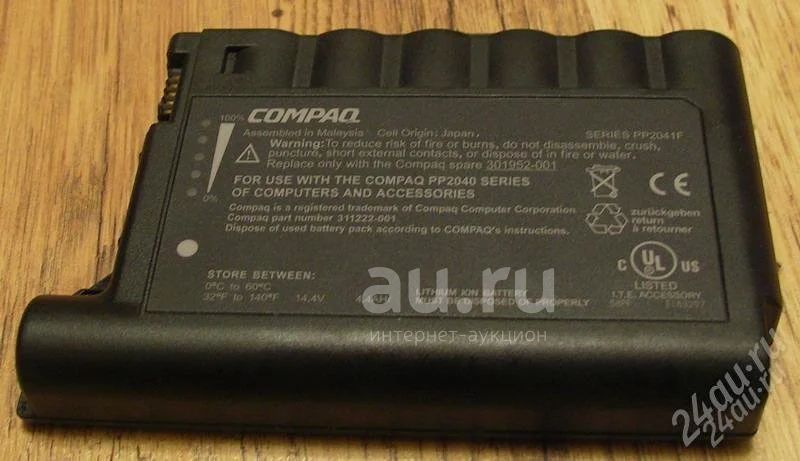 100%
COMPAQ
Assembled in Malaysia Cell Origin: Japan,
SERIES PP2041F
Warning: To reduce risk of fire or burns, do not disassemble, crush,
puncture, short external contacts, or dispose of in fire or water.
Replace only with the Compaq spare 301952-001
0%
FOR USE WITH THE COMPAQ PP2040 SERIES
OF COMPUTERS AND ACCESSORIES
CE
Compaq is a registered trademark of Compaq Computer Corporation
Compaq part number 311222-001
Dispose of used battery pack according to COMPAQ's instructions.
zurückgeben
return
à retourner
C UL US
LISTED
I.T.E. ACCESSORY
STORE BETWEEN:
0°C to 60°C
32°F to 140°F 14,4V
LITHIUM ION BATTERY
MUST BE DISPOSED OF PROPERLY
au.ru
интернет-аукцион
24au.ru
24au.ru